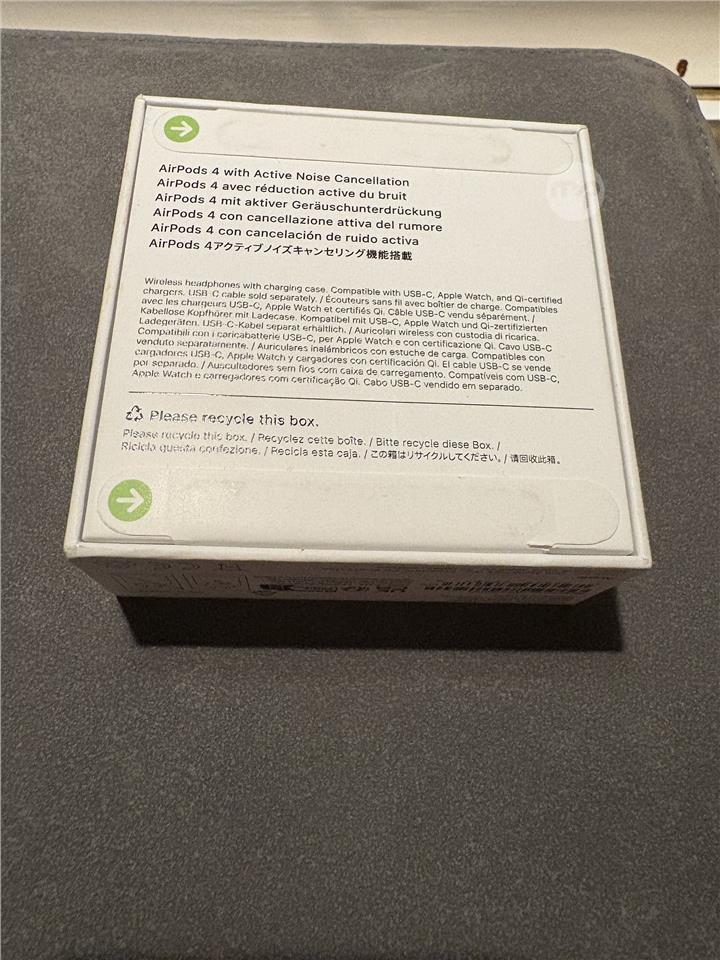 AirPods 4 with Active Noise Cancellation
AirPods 4 avec réduction active du bruit
AirPods 4 mit aktiver Geräuschunterdrückung
AirPods 4 con cancellazione attiva del rumore
AirPods 4 con cancelación de ruido activa
AirPods 4アクティブノイズキャンセリング機能搭載
Wireless headphones with charging case. Compatible with USB-C, Apple Watch, and Qi-certified
chargers. USB-C cable sold separately. / Écouteurs sans fil avec boîtier de charge. Compatibles
avec les chargeurs USB-C, Apple Watch et certifiés Qi. Câble USB-C vendu séparément. /
Kabellose Kopfhörer mit Ladecase. Kompatibel mit USB-C, Apple Watch und Qi-zertifizierten
Ladegeräten. USB-C-Kabel separat erhältlich. / Auricolari wireless con custodia di ricarica.
Compatibili con i caricabatterie USB-C, per Apple Watch e con certificazione Qi. Cavo USB-C
venduto separatamente. / Auriculares inalámbricos con estuche de carga. Compatibles con
cargadores USB-C, Apple Watch y cargadores con certificación Qi. El cable USB-C se vende
por separado. / Auscultadores sem fios com caixa de carregamento. Compatíveis com USB-C,
Apple Watch e carregadores com certificação Qi. Cabo USB-C vendido em separado.
Please recycle this box.
Please recycle this box. / Recyclez cette boîte. / Bitte recycle diese Box. /
Ricicla questa confezione. / Recicla esta caja. / この箱はリサイクルしてください。/ 请回收此箱。